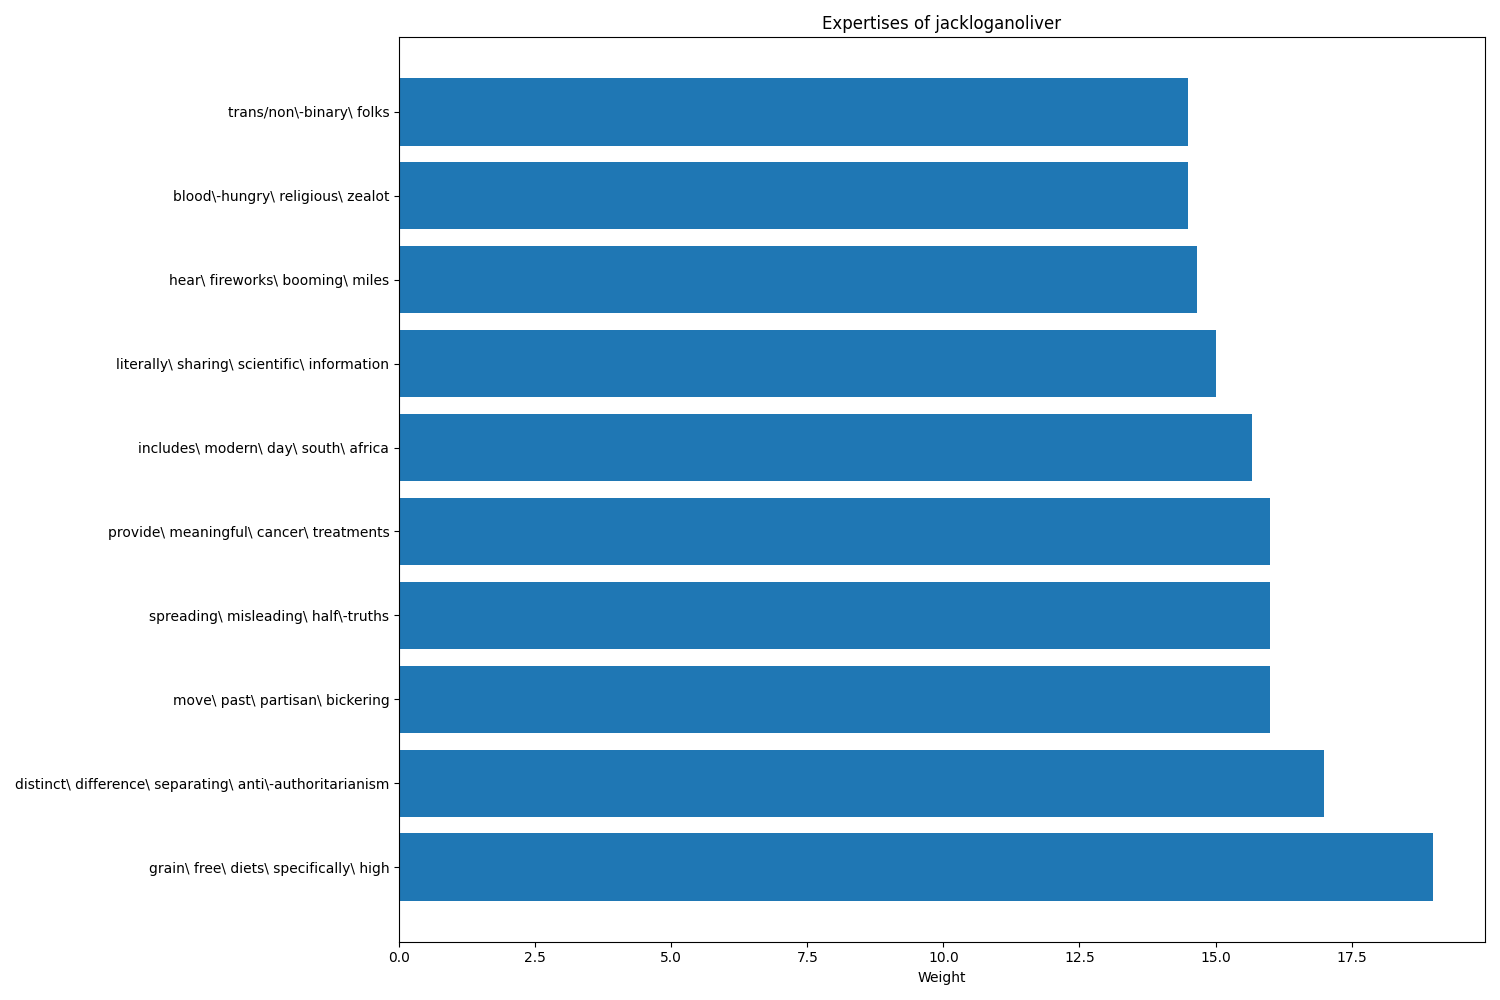 Expertises of jackloganoliver
trans/non\-binary\ folks
blood\-hungry\ religious\ zealot
hear\ fireworks\ booming\ miles
literally\ sharing\ scientific\ information
includes\ modern\ day\ south\ africa
provide\ meaningful\ cancer\ treatments
spreading\ misleading\ half\-truths
move\ past\ partisan\ bickering
distinct\ difference\ separating\ anti\-authoritarianism
grain\ free\ diets\ specifically\ high
0.0 2.5 5.0 7.5 10.0 12.5 15.0 17.5
Weight